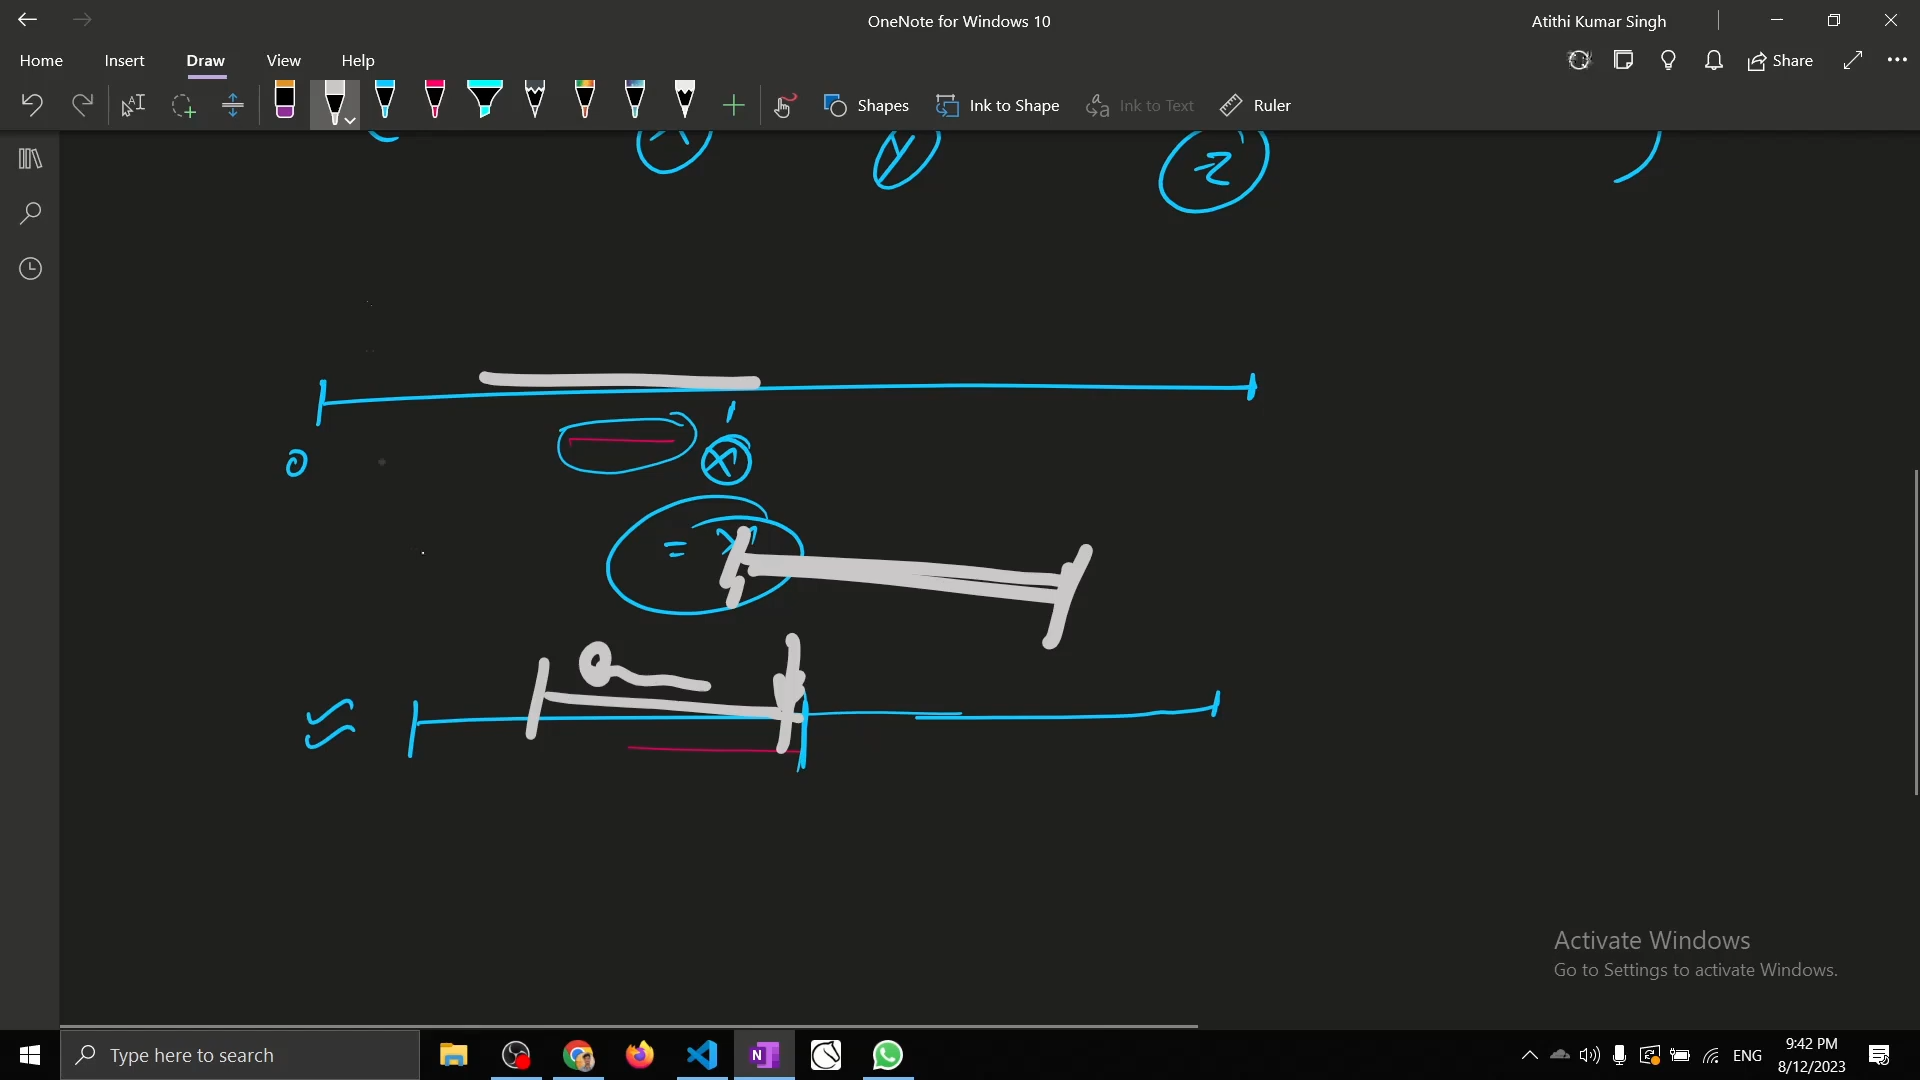 OneNote for Windows 10
Atithi Kumar Singh
Home Insert Draw View Help
Share
Shapes
Ink to Shape
Ink to Text
Ruler
y
z
0
x
=
≈
Activate Windows
Go to Settings to activate Windows.
Type here to search
N
ENG
9:42 PM
8/12/2023